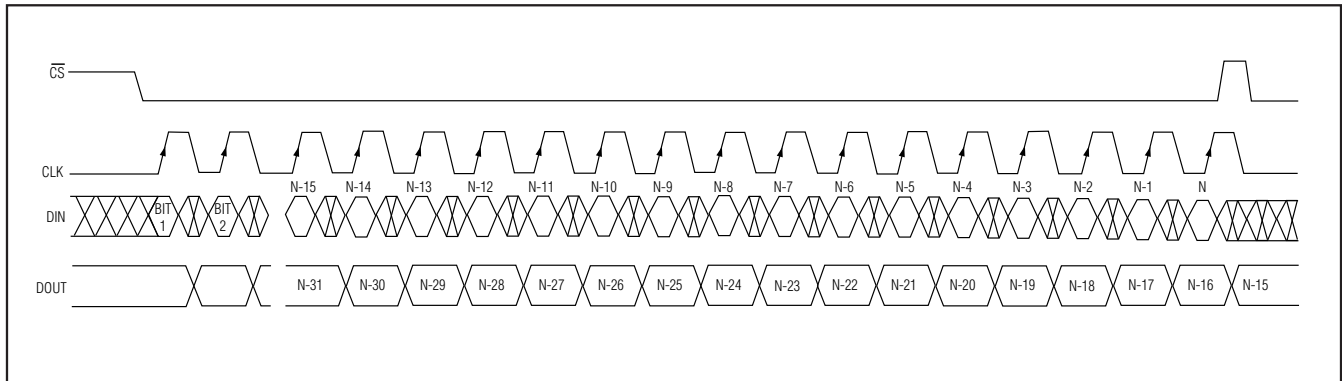 CS
CLK
N-15 N-14 N-13 N-12 N-11 N-10 N-9 N-8 N-7 N-6 N-5 N-4 N-3 N-2 N-1 N
DIN
BIT 1
BIT 2
DOUT
N-31 N-30 N-29 N-28 N-27 N-26 N-25 N-24 N-23 N-22 N-21 N-20 N-19 N-18 N-17 N-16 N-15